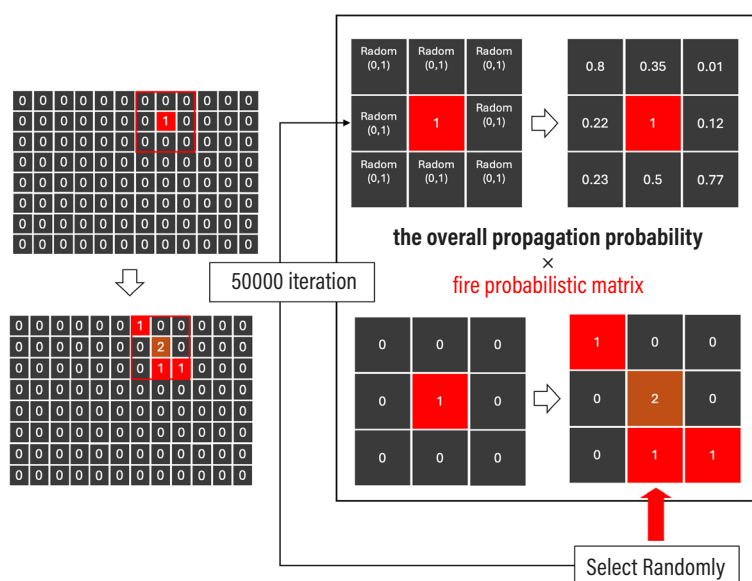 0 0 0 0 0 0 0 0 0 0 0 0
0 0 0 0 0 0 0 1 0 0 0 0
0 0 0 0 0 0 0 0 0 0 0 0
0 0 0 0 0 0 0 0 0 0 0 0
0 0 0 0 0 0 0 0 0 0 0 0
0 0 0 0 0 0 0 0 0 0 0 0
0 0 0 0 0 0 0 0 0 0 0 0
0 0 0 0 0 0 0 0 0 0 0 0
0 0 0 0 0 0 1 0 0 0 0 0
0 0 0 0 0 0 0 2 0 0 0 0
0 0 0 0 0 0 0 1 1 0 0 0
0 0 0 0 0 0 0 0 0 0 0 0
0 0 0 0 0 0 0 0 0 0 0 0
0 0 0 0 0 0 0 0 0 0 0 0
0 0 0 0 0 0 0 0 0 0 0 0
0 0 0 0 0 0 0 0 0 0 0 0
50000 iteration
Radom Radom Radom
(0,1) (0,1) (0,1)
Radom 1 Radom
(0,1) (0,1)
Radom Radom Radom
(0,1) (0,1) (0,1)
0.8 0.35 0.01
0.22 1 0.12
0.23 0.5 0.77
the overall propagation probability
×
fire probabilistic matrix
0 0 0
0 1 0
0 0 0
1 0 0
0 2 0
0 1 1
Select Randomly